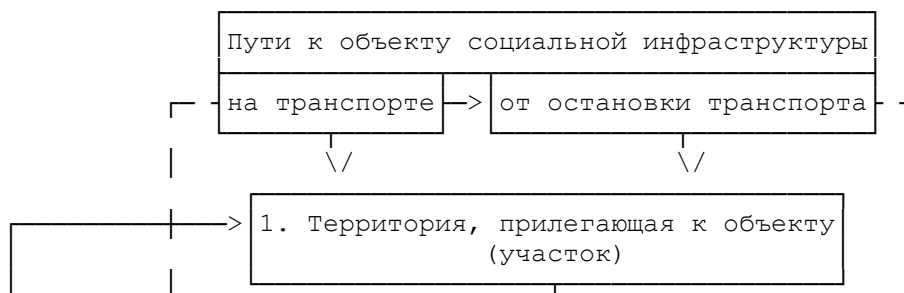 Пути к объекту социальной инфраструктуры
на транспорте
от остановки транспорта
1. Территория, прилегающая к объекту
(участок)